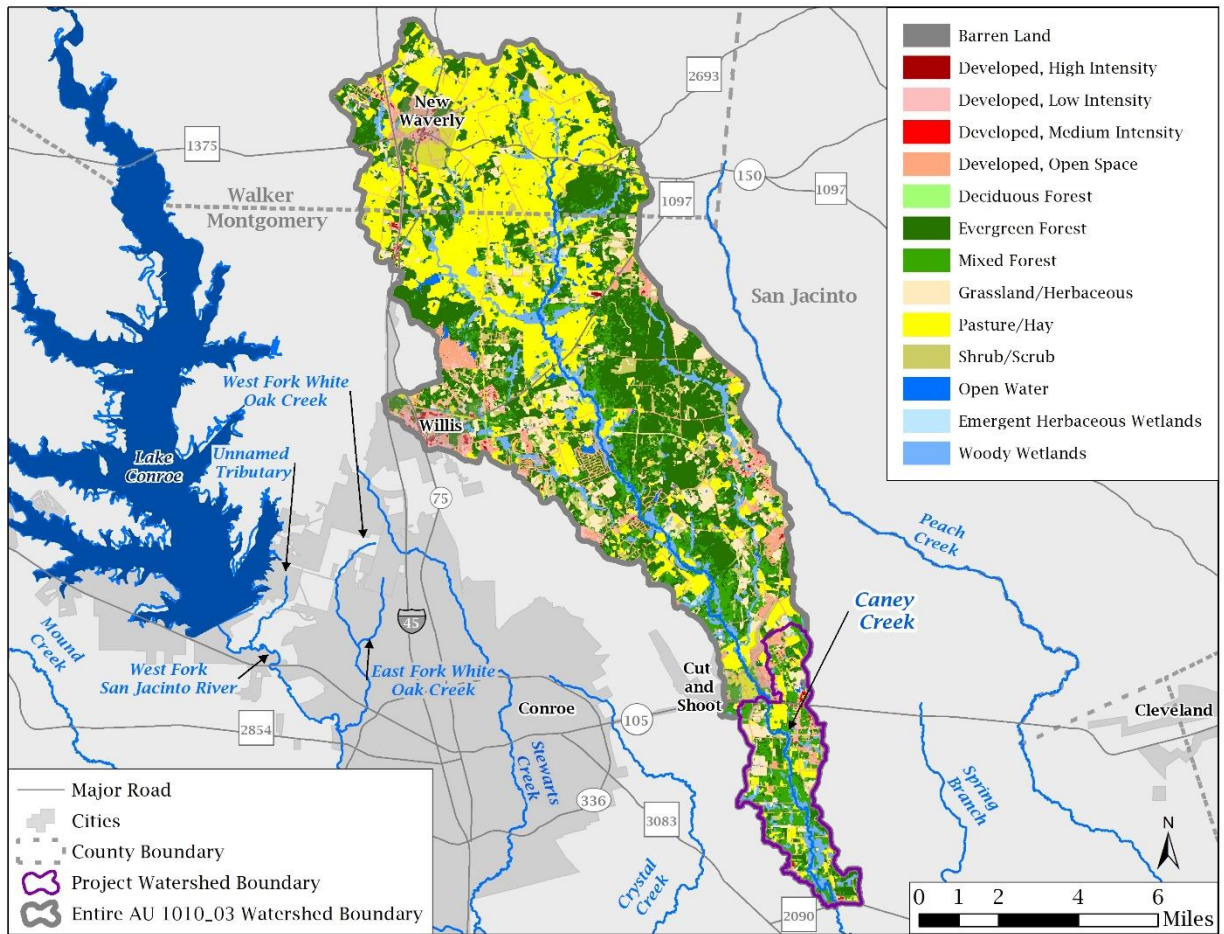 New
Waverly
2693
1375
150
1097
1097
Walker
Montgomery
San Jacinto
West Fork White
Oak Creek
Unnamed
Tributary
Lake
Conroe
Willis
75
Peach
Creek
Caney
Creek
45
Mound
Creek
West Fork
San Jacinto River
East Fork White
Oak Creek
Cut
and
Shoot
Conroe
105
Cleveland
2854
Stewarts
Creek
Spring
Branch
336
3083
Crystal
Creek
2090
Barren Land
Developed, High Intensity
Developed, Low Intensity
Developed, Medium Intensity
Developed, Open Space
Deciduous Forest
Evergreen Forest
Mixed Forest
Grassland/Herbaceous
Pasture/Hay
Shrub/Scrub
Open Water
Emergent Herbaceous Wetlands
Woody Wetlands
Major Road
Cities
County Boundary
Project Watershed Boundary
Entire AU 1010_03 Watershed Boundary
N
0 1 2 4 6
Miles